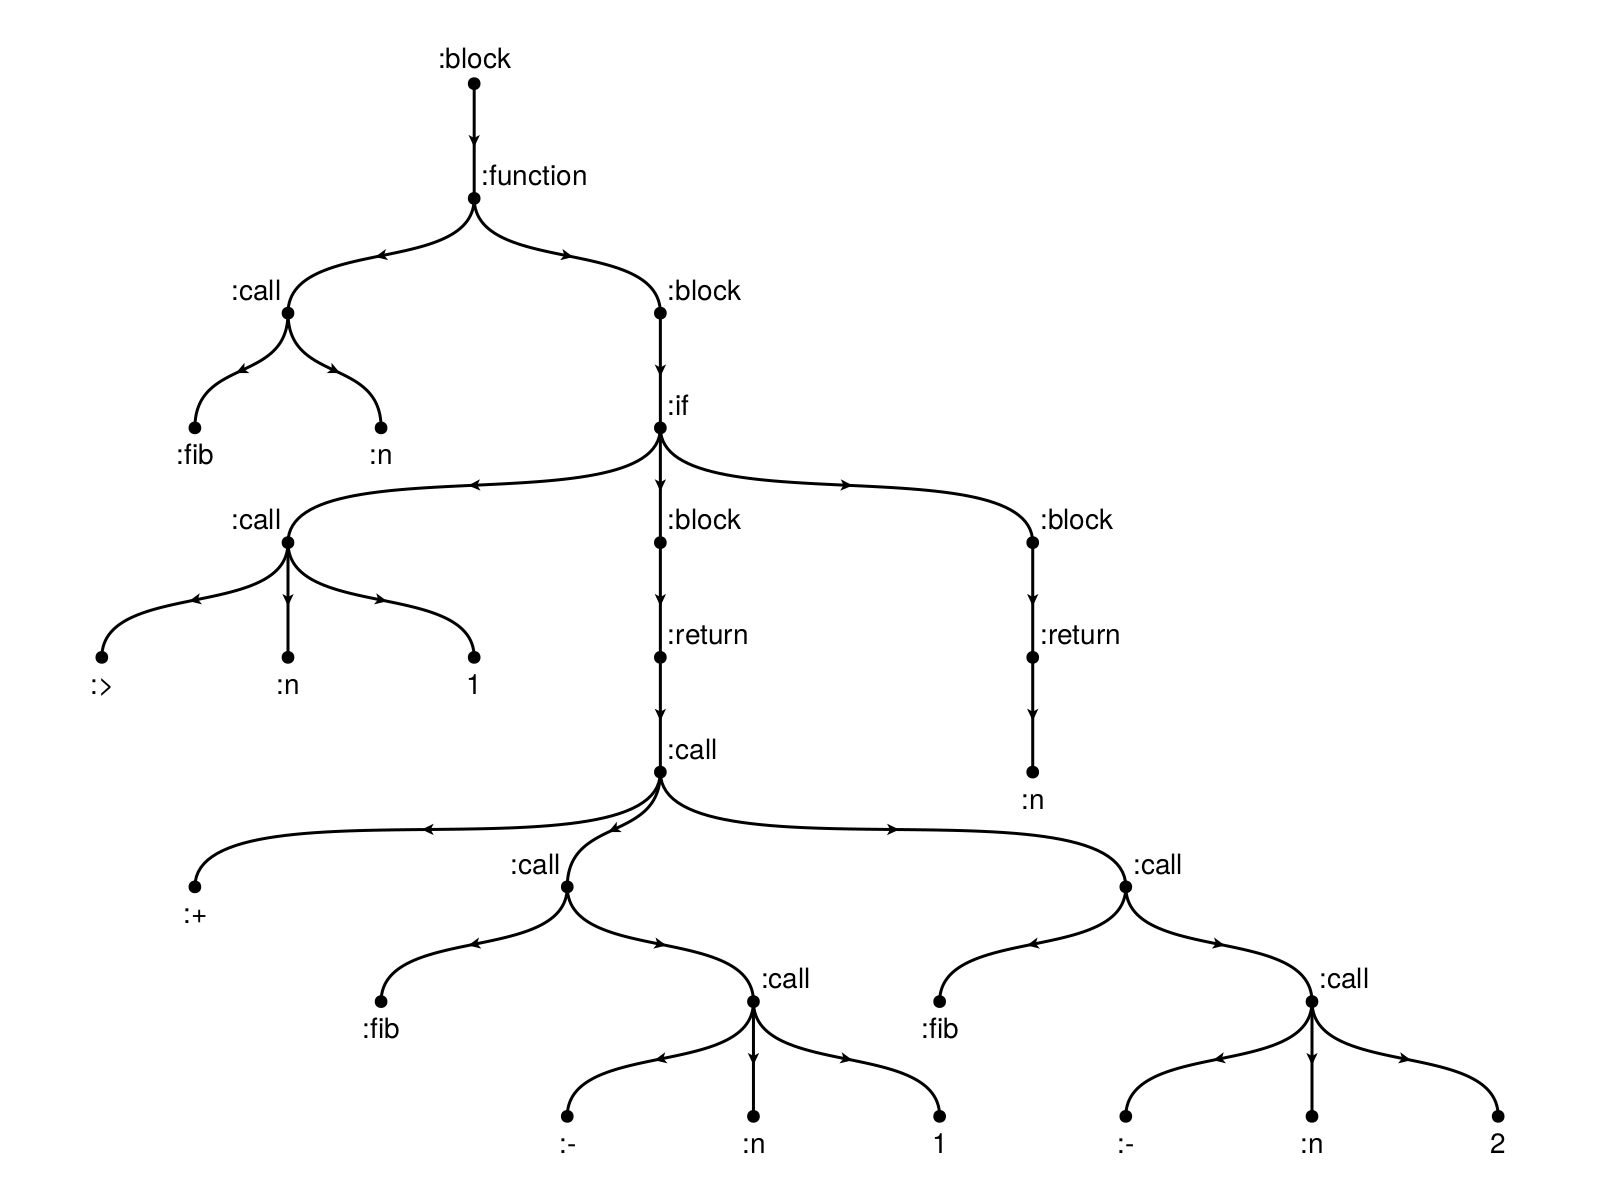 :block
:function
:call :block
:if
:fib :n
:call :block :block
:return :return
:> :n 1
:call
:n
:call :call
:+
:call :call
:fib :fib
:- :n 1 :- :n 2